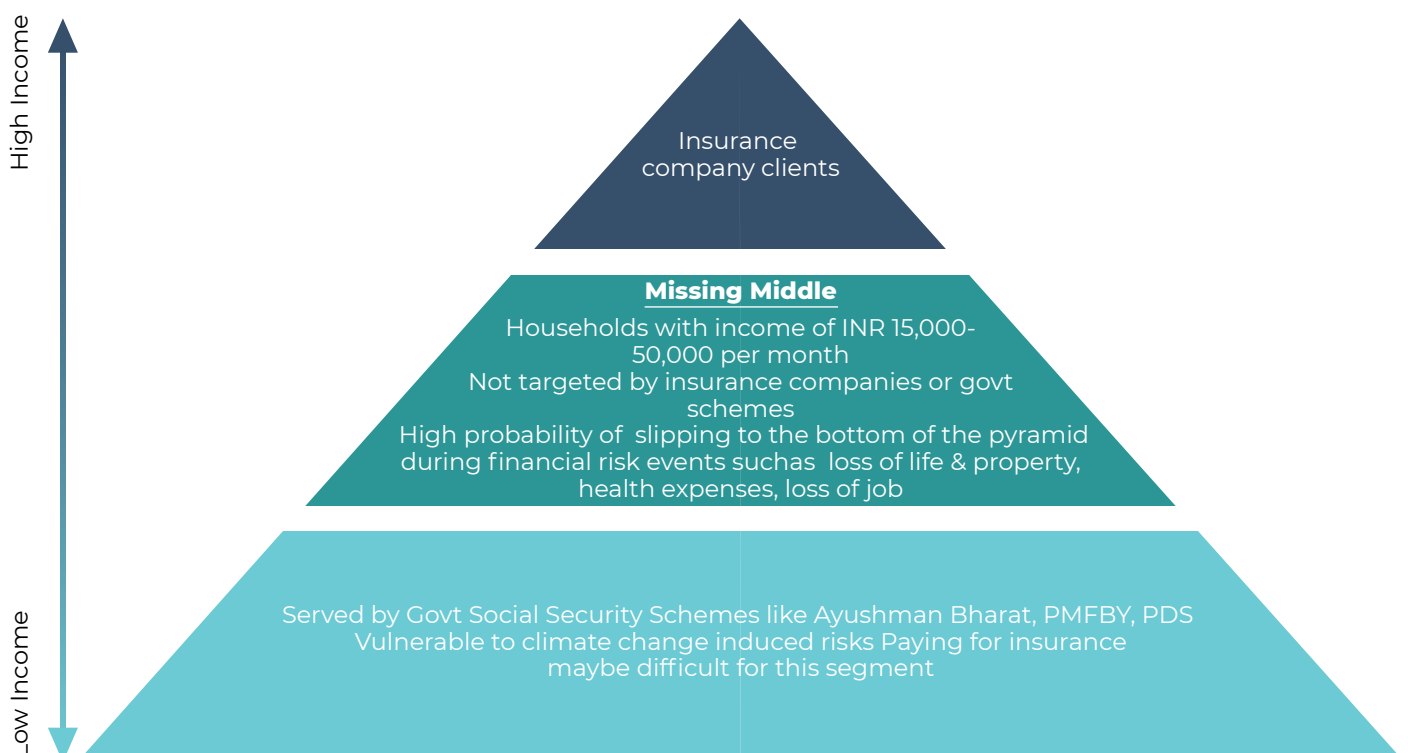 High Income
Insurance
company clients
Missing Middle
Households with income of INR 15,000-
50,000 per month
Not targeted by insurance companies or govt
schemes
High probability of  slipping to the bottom of the pyramid
during financial risk events suchas  loss of life & property,
health expenses, loss of job
Served by Govt Social Security Schemes like Ayushman Bharat, PMFBY, PDS
Vulnerable to climate change induced risks Paying for insurance
maybe difficult for this segment
Low Income